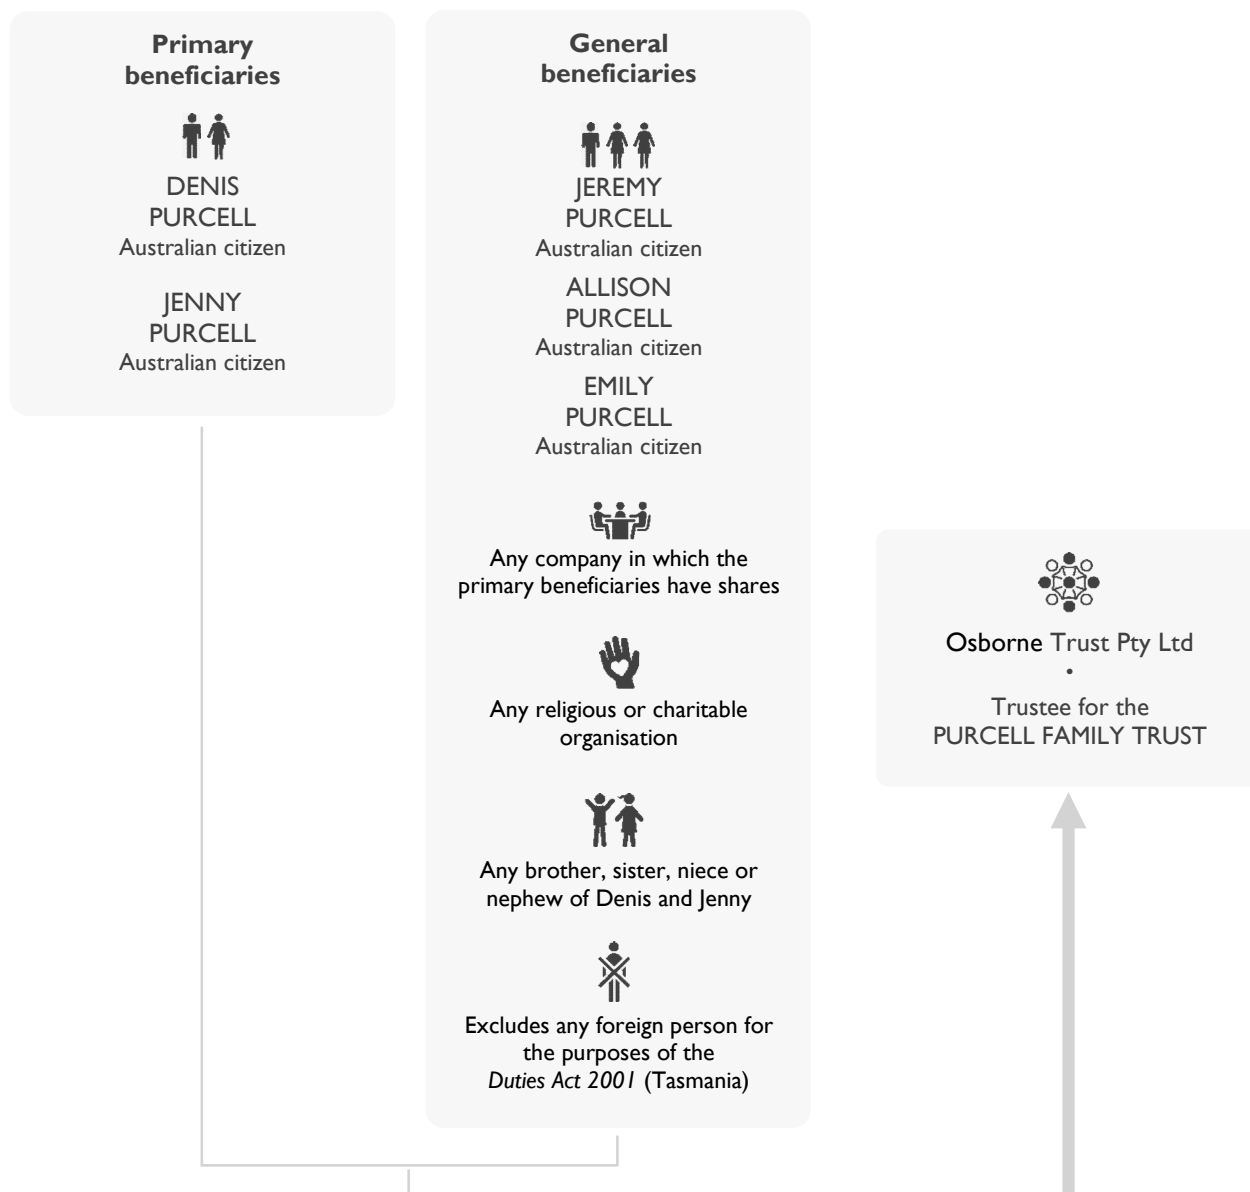 Primary
beneficiaries
DENIS
PURCELL
Australian citizen
JENNY
PURCELL
Australian citizen
General
beneficiaries
JEREMY
PURCELL
Australian citizen
ALLISON
PURCELL
Australian citizen
EMILY
PURCELL
Australian citizen
Any company in which the
primary beneficiaries have shares
Any religious or charitable
organisation
Any brother, sister, niece or
nephew of Denis and Jenny
Excludes any foreign person for
the purposes of the
Duties Act 2001 (Tasmania)
Osborne Trust Pty Ltd
•
Trustee for the
PURCELL FAMILY TRUST